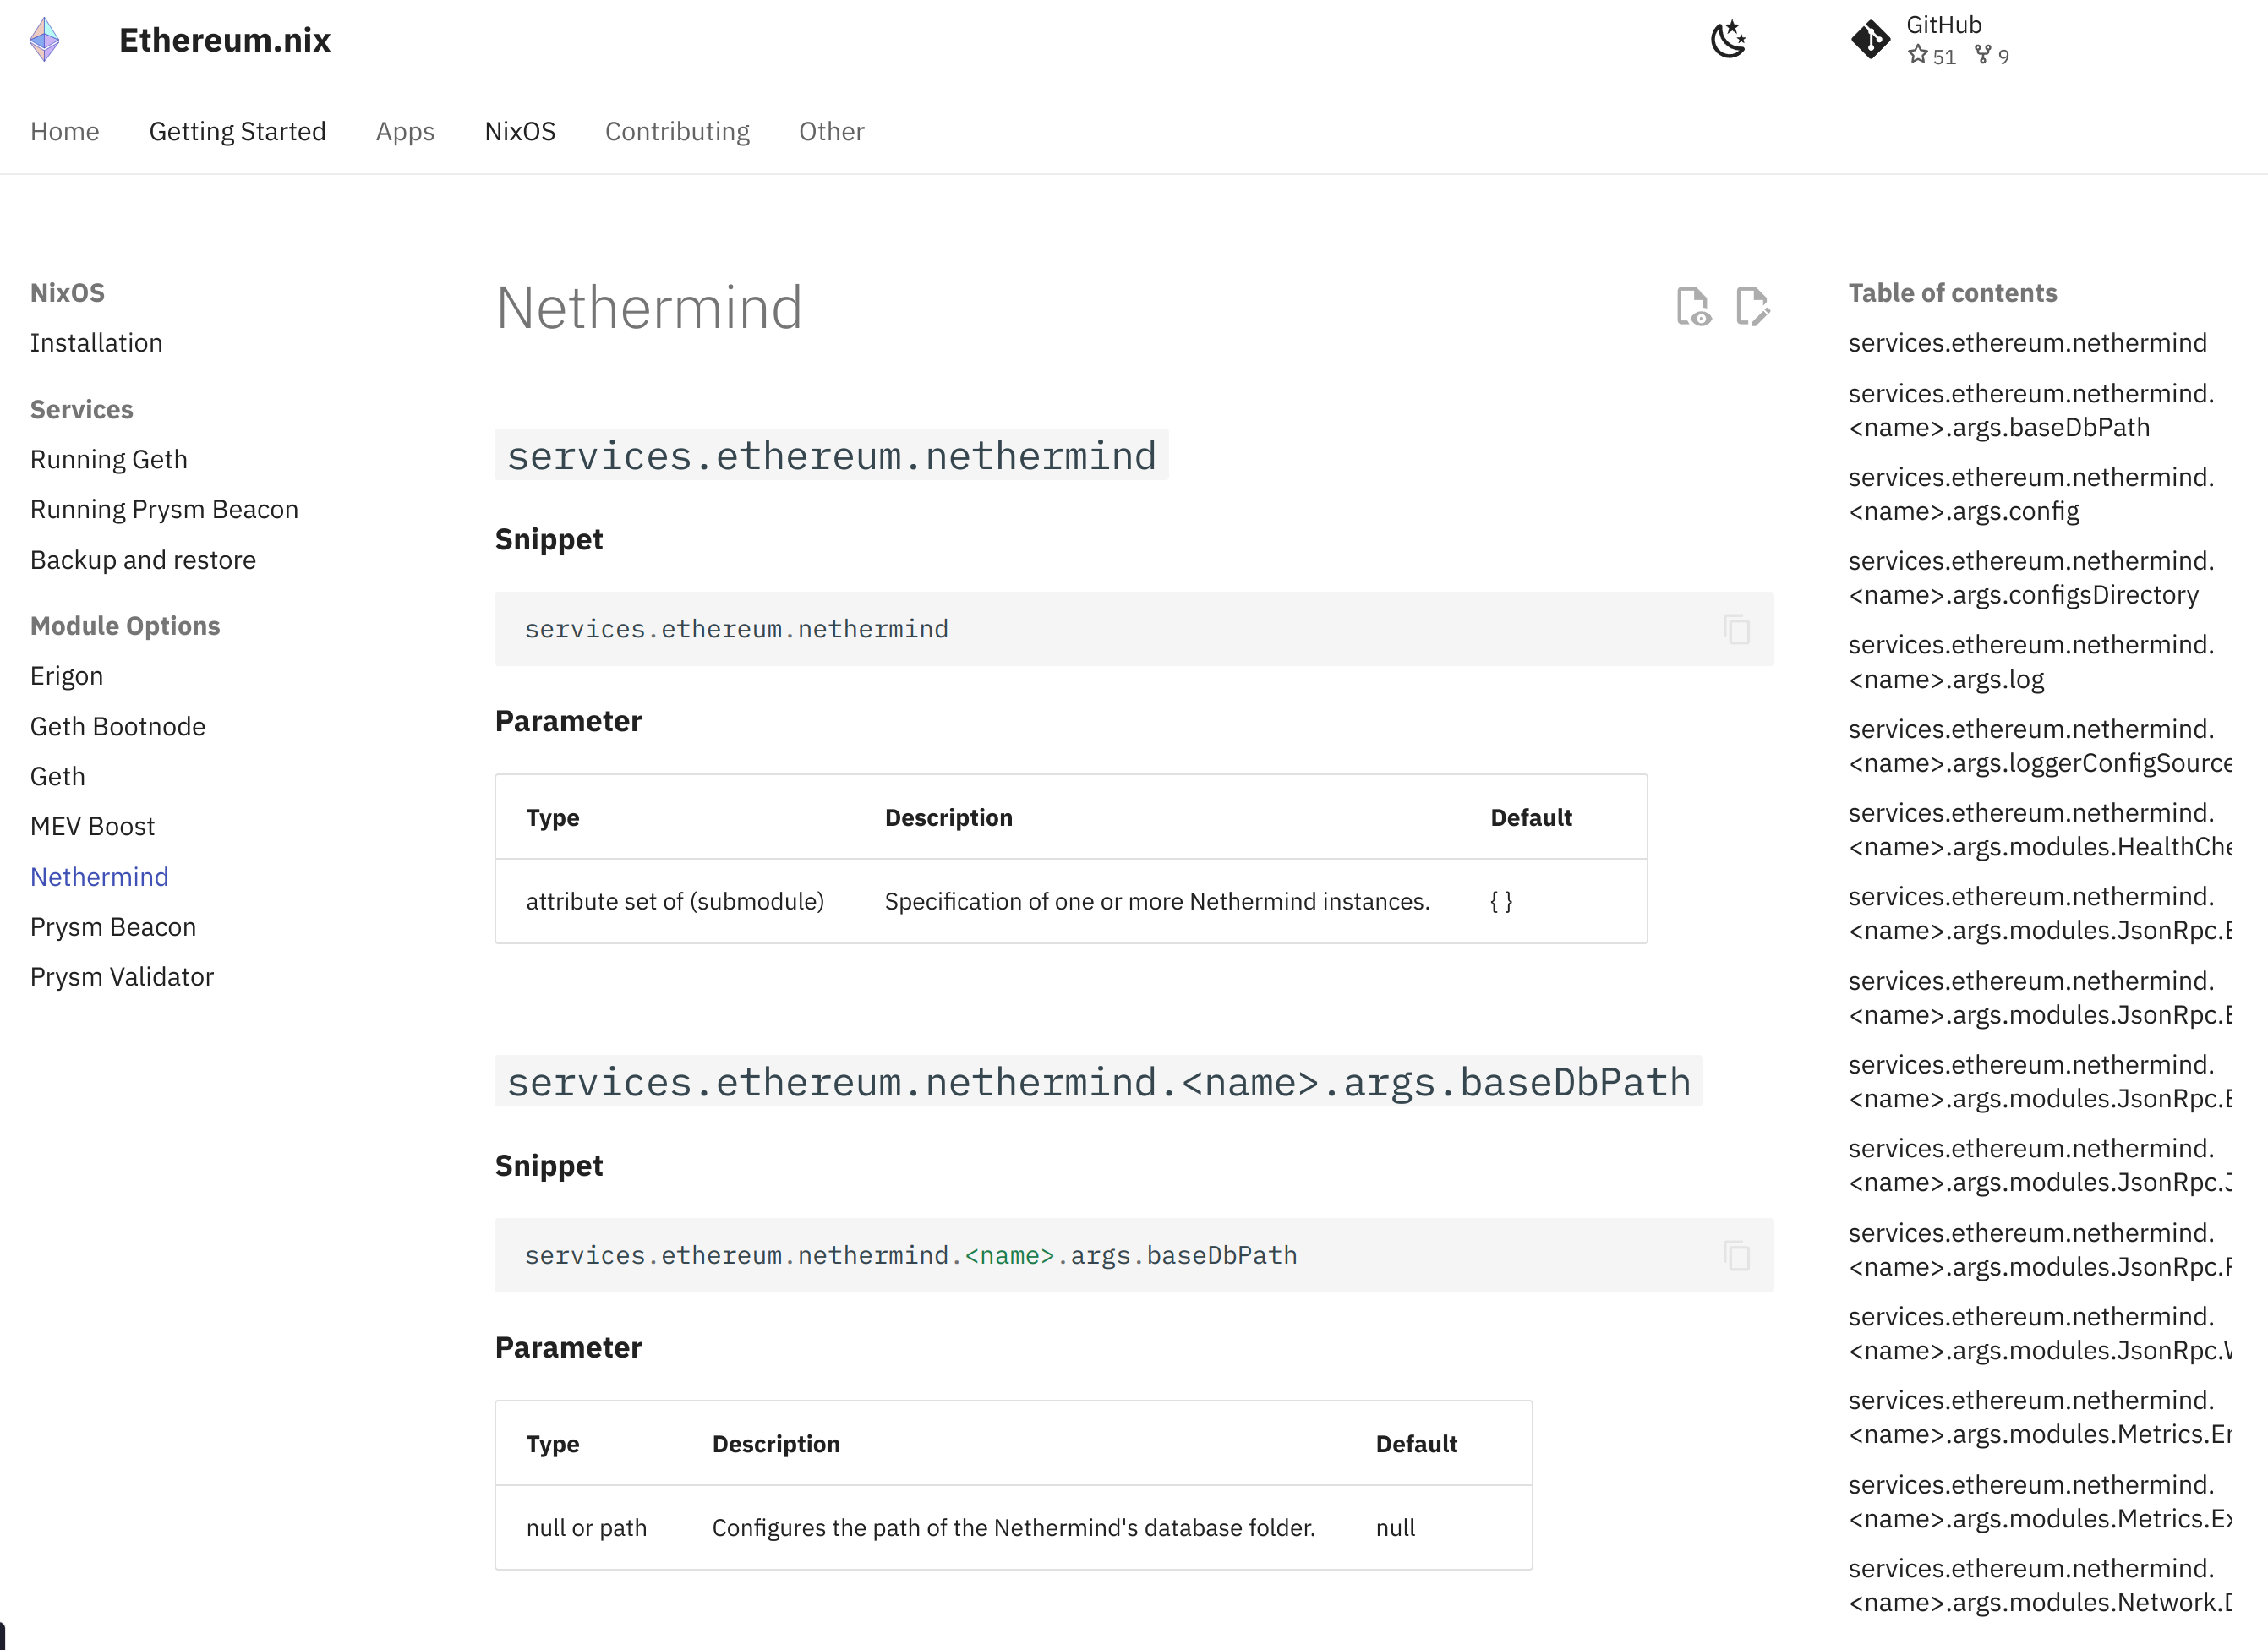 Ethereum.nix
GitHub
51 9
Home Getting Started Apps NixOS Contributing Other
NixOS
Installation
Services
Running Geth
Running Prysm Beacon
Backup and restore
Module Options
Erigon
Geth Bootnode
Geth
MEV Boost
Nethermind
Prysm Beacon
Prysm Validator
Nethermind
services.ethereum.nethermind
Snippet
services.ethereum.nethermind
Parameter
Type Description Default
attribute set of (submodule) Specification of one or more Nethermind instances. { }
services.ethereum.nethermind.<name>.args.baseDbPath
Snippet
services.ethereum.nethermind.<name>.args.baseDbPath
Parameter
Type Description Default
null or path Configures the path of the Nethermind's database folder. null
Table of contents
services.ethereum.nethermind
services.ethereum.nethermind.
<name>.args.baseDbPath
services.ethereum.nethermind.
<name>.args.config
services.ethereum.nethermind.
<name>.args.configsDirectory
services.ethereum.nethermind.
<name>.args.log
services.ethereum.nethermind.
<name>.args.loggerConfigSource
services.ethereum.nethermind.
<name>.args.modules.HealthChe
services.ethereum.nethermind.
<name>.args.modules.JsonRpc.E
services.ethereum.nethermind.
<name>.args.modules.JsonRpc.E
services.ethereum.nethermind.
<name>.args.modules.JsonRpc.E
services.ethereum.nethermind.
<name>.args.modules.JsonRpc.J
services.ethereum.nethermind.
<name>.args.modules.JsonRpc.
services.ethereum.nethermind.
<name>.args.modules.JsonRpc.W
services.ethereum.nethermind.
<name>.args.modules.Metrics.En
services.ethereum.nethermind.
<name>.args.modules.Metrics.Ex
services.ethereum.nethermind.
<name>.args.modules.Network.D